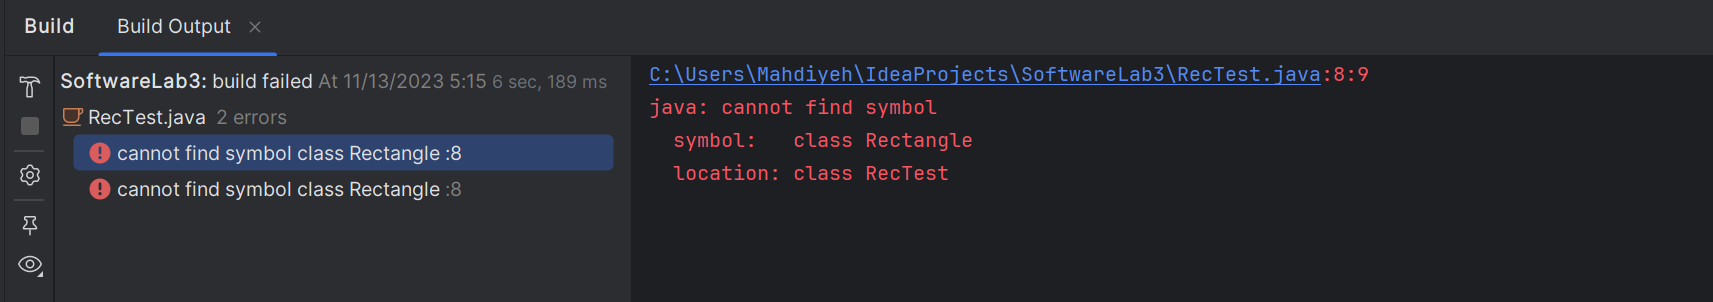 Build Build Output ×
SoftwareLab3: build failed At 11/13/2023 5:15 6 sec, 189 ms
RecTest.java 2 errors
cannot find symbol class Rectangle :8
cannot find symbol class Rectangle :8
C:\Users\Mahdiyeh\IdeaProjects\SoftwareLab3\RecTest.java:8:9
java: cannot find symbol
symbol: class Rectangle
location: class RecTest